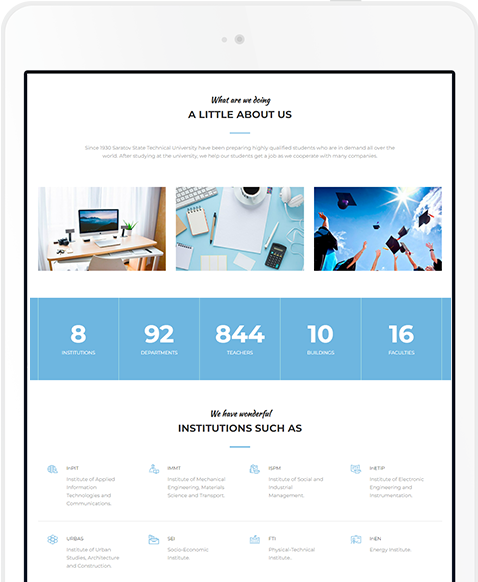 What are we doing
A LITTLE ABOUT US
Since 1930 Saratov State Technical University have been preparing highly qualified students who are in demand all over the
world. After studying at the university, we help our students get a job as we cooperate with many companies.
8 92 844 10 16
INSTITUTIONS DEPARTMENTS TEACHERS BUILDINGS FACULTIES
We have wonderful
INSTITUTIONS SUCH AS
InPIT
Institute of Applied
Information
Technologies and
Communications.
IMMT
Institute of Mechanical
Engineering, Materials
Science and Transport.
ISPM
Institute of Social and
Industrial
Management.
InETIP
Institute of Electronic
Engineering and
Instrumentation.
URBAS
Institute of Urban
Studies, Architecture
and Construction.
SEI
Socio-Economic
Institute.
FTI
Physical-Technical
Institute.
InEN
Energy Institute.